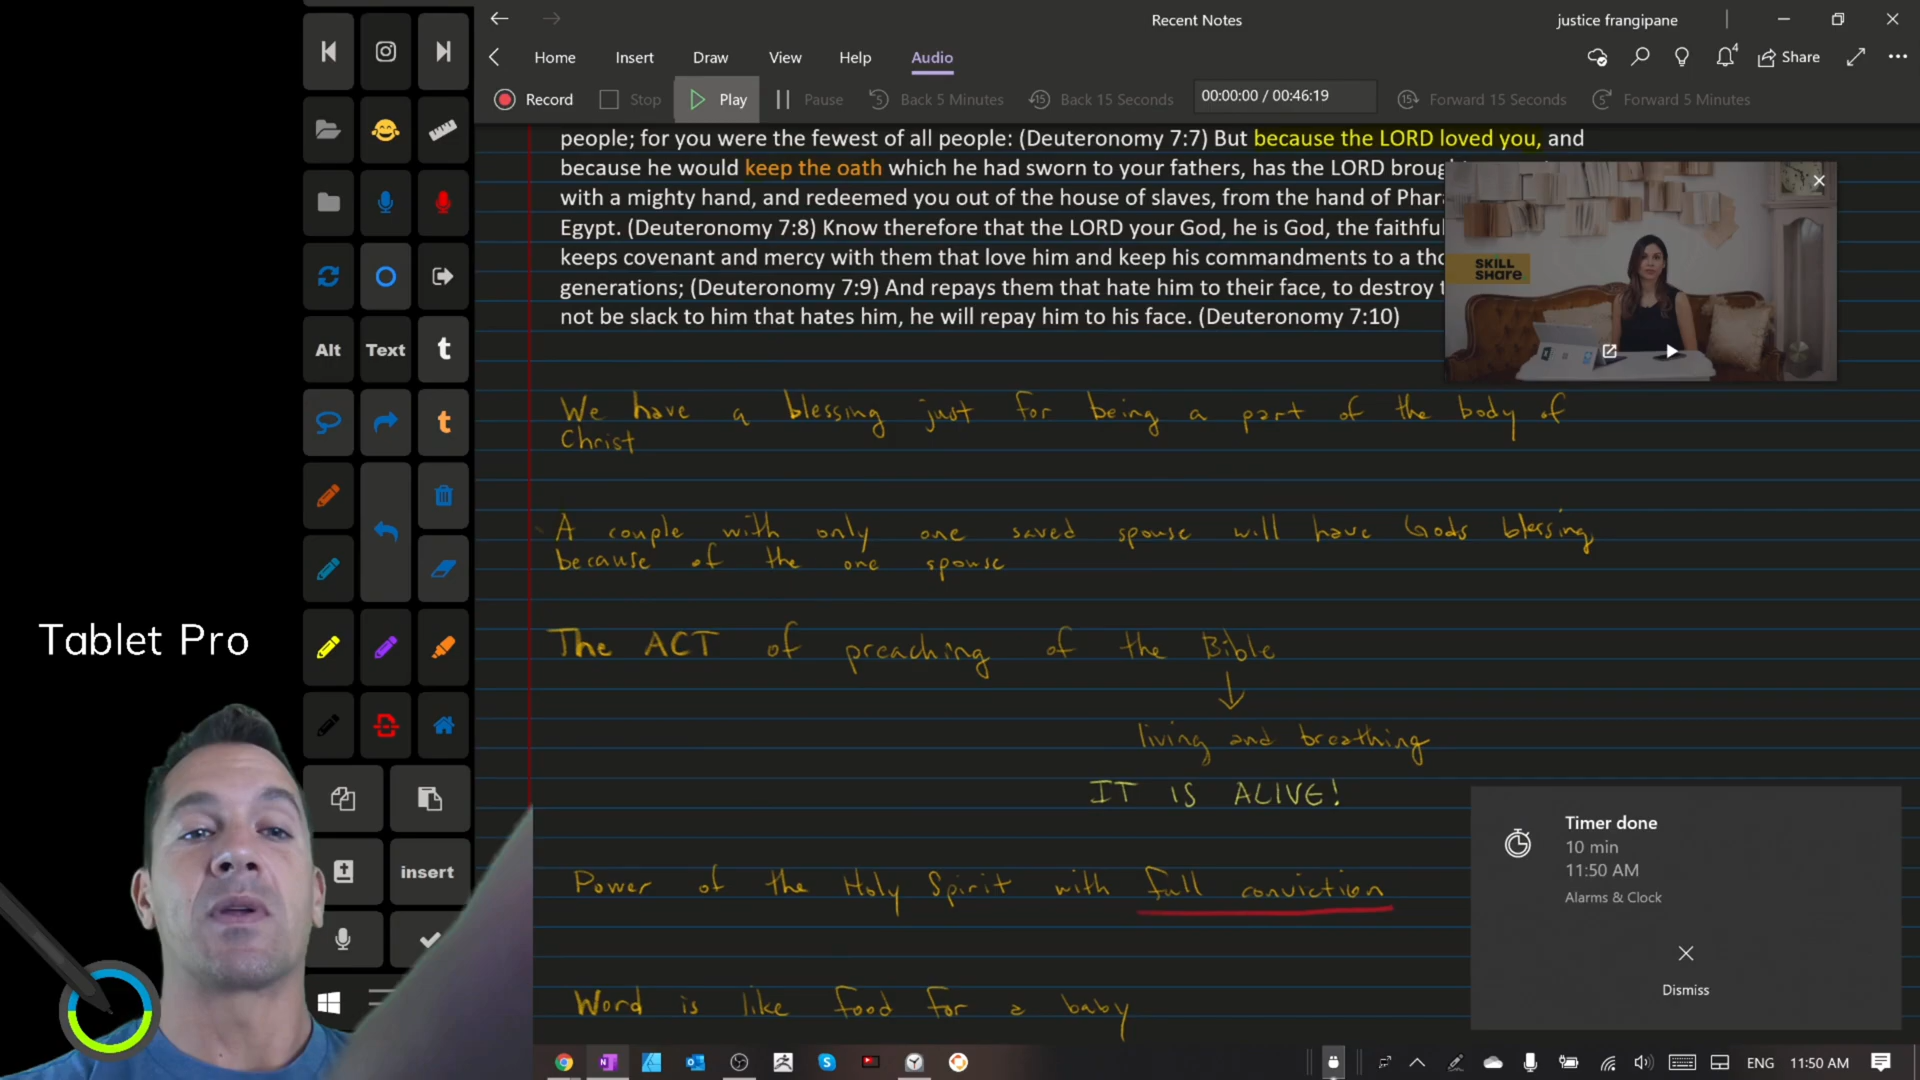 Recent Notes
justice frangipane
Home Insert Draw View Help Audio
4
Share
Record Stop Play Pause Back 5 Minutes Back 15 Seconds 00:00:00 / 00:46:19 Forward 15 Seconds Forward 5 Minutes
people; for you were the fewest of all people: (Deuteronomy 7:7) But because the LORD loved you, and
because he would keep the oath which he had sworn to your fathers, has the LORD
with a mighty hand, and redeemed you out of the house of slaves, from the hand of
Egypt. (Deuteronomy 7:8) Know therefore that the LORD your God, he is God, the faithful
keeps covenant and mercy with them that love him and keep his commandments to a
generations; (Deuteronomy 7:9) And repays them that hate him to their face, to destroy
not be slack to him that hates him, he will repay him to his face. (Deuteronomy 7:10)
SKILL
SHARE
We have a blessing just for being a part of the body of
Christ
A couple with only one saved spouse will have Gods blessing
because of the one spouse
The ACT of preaching of the Bible
living and breathing
IT IS ALIVE!
Power of the Holy Spirit with full conviction
Word is like food for a baby
Alt Text t
t
insert
Tablet Pro
Timer done
10 min
11:50 AM
Alarms & Clock
Dismiss
ENG 11:50 AM